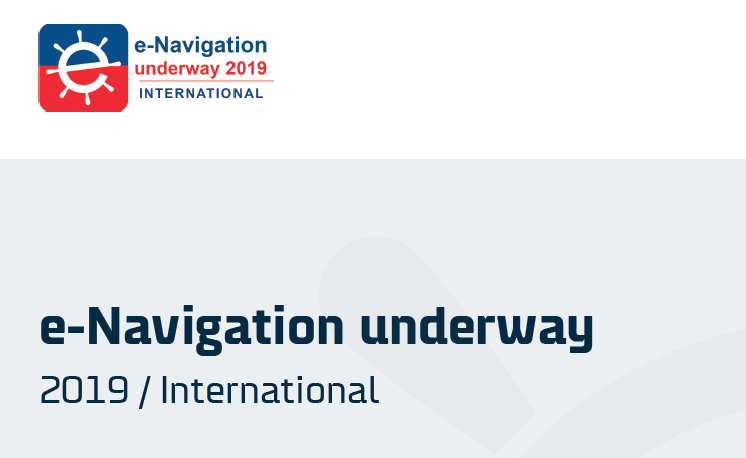 e-Navigation
underway 2019
INTERNATIONAL
e-Navigation underway
2019 / International